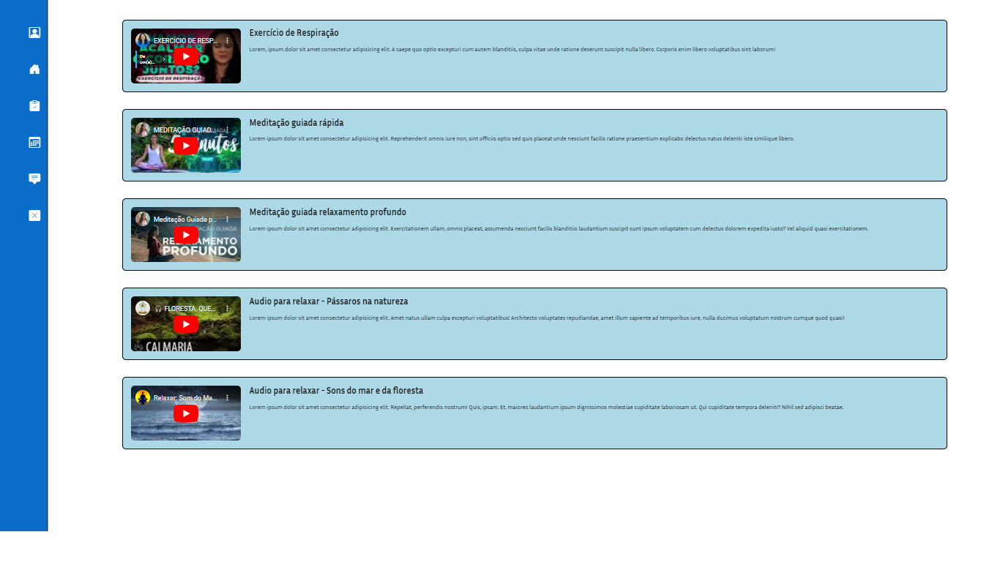 EXERCÍCIO DE RESP...
ACALMAR
JUNTOS?
EXERCÍCIO DE RESPIRAÇÃO
Exercício de Respiração
Lorem, ipsum dolor sit amet consectetur adipisicing elit. A saepe quo optio excepturi cum autem blanditiis, culpa vitae unde ratione deserunt suscipit nulla libero. Corporis enim libero voluptatibus sint laborum!
MEDITAÇÃO GUIAD...
Meditação guiada rápida
Lorem ipsum dolor sit amet consectetur adipisicing elit. Reprehenderit omnis iure non, sint officiis optio sed quis placeat unde nesciunt facilis ratione praesentium explicabo delectus natus deleniti iste similique libero.
Meditação Guiada p...
GUIADA
PROFUNDO
Meditação guiada relaxamento profundo
Lorem ipsum dolor sit amet consectetur adipisicing elit. Exercitationem ullam, omnis placeat, assumenda nesciunt facilis blanditiis laudantium suscipit sunt ipsum voluptatem cum delectus dolorem expedita iusto? Vel aliquid quasi exercitationem.
🎧 FLORESTA, QUE...
CALMARIA
Audio para relaxar - Pássaros na natureza
Lorem ipsum dolor sit amet consectetur adipisicing elit. Amet natus ullam culpa excepturi voluptatibus! Architecto voluptates repudiandae, amet illum sapiente ad temporibus iure, nulla ducimus voluptatum nostrum cumque quod quasi!
Relaxar: Som do Ma...
Audio para relaxar - Sons do mar e da floresta
Lorem ipsum dolor sit amet consectetur adipisicing elit. Repellat, perferendis nostrum! Quis, ipsam. Et, maiores laudantium ipsum dignissimos molestiae cupiditate laboriosam ut. Qui cupiditate tempora deleniti? Nihil sed adipisci beatae.